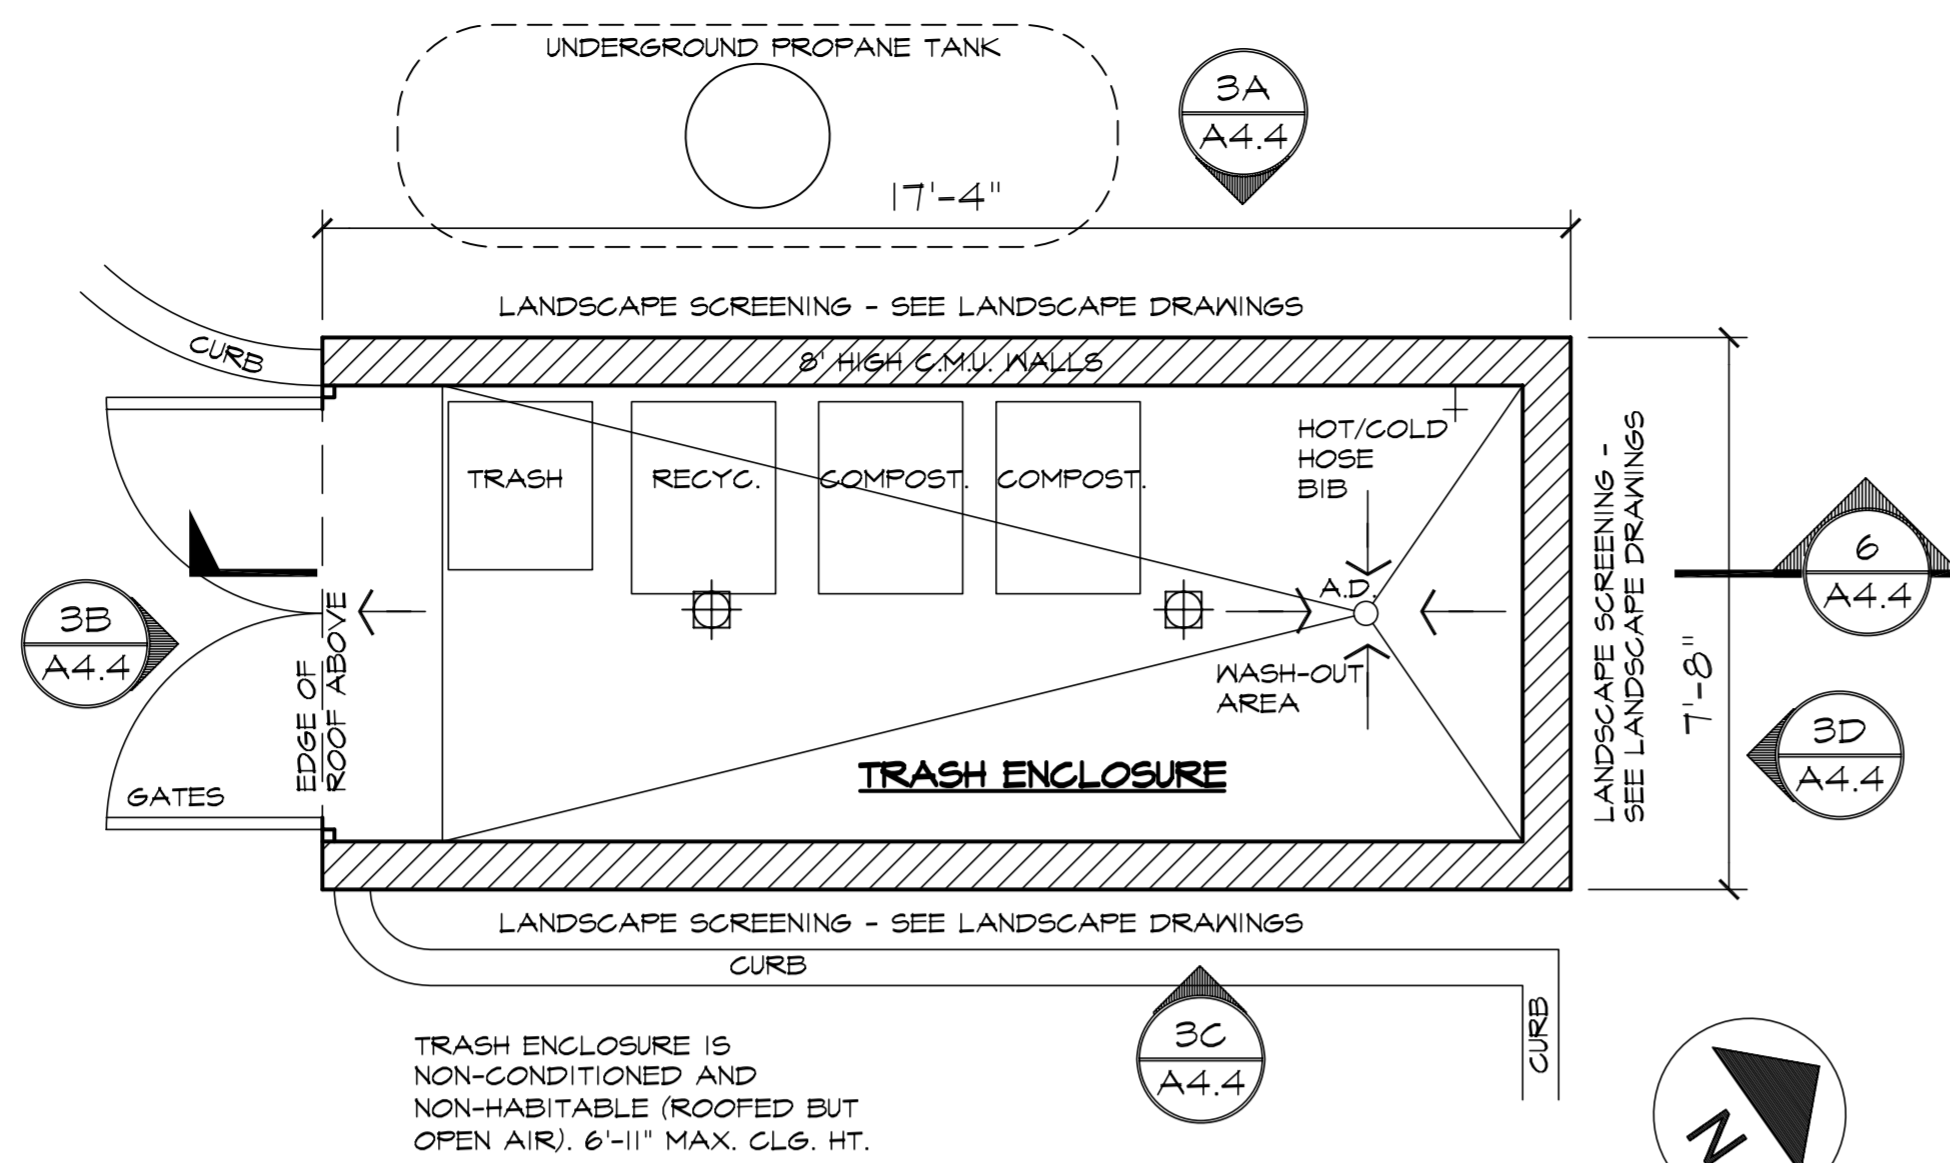 UNDERGROUND PROPANE TANK
3A
A4.4
17'-4"
LANDSCAPE SCREENING - SEE LANDSCAPE DRAWINGS
CURB
8' HIGH C.M.U. WALLS
TRASH
RECYC.
COMPOST.
COMPOST.
HOT/COLD
HOSE
BIB
A.D.
WASH-OUT
AREA
3B
A4.4
EDGE OF
ROOF ABOVE
GATES
TRASH ENCLOSURE
LANDSCAPE SCREENING -
SEE LANDSCAPE DRAWINGS
7'-8"
6
A4.4
3D
A4.4
LANDSCAPE SCREENING - SEE LANDSCAPE DRAWINGS
CURB
3C
A4.4
CURB
TRASH ENCLOSURE IS
NON-CONDITIONED AND
NON-HABITABLE (ROOFED BUT
OPEN AIR). 6'-11" MAX. CLG. HT.
N